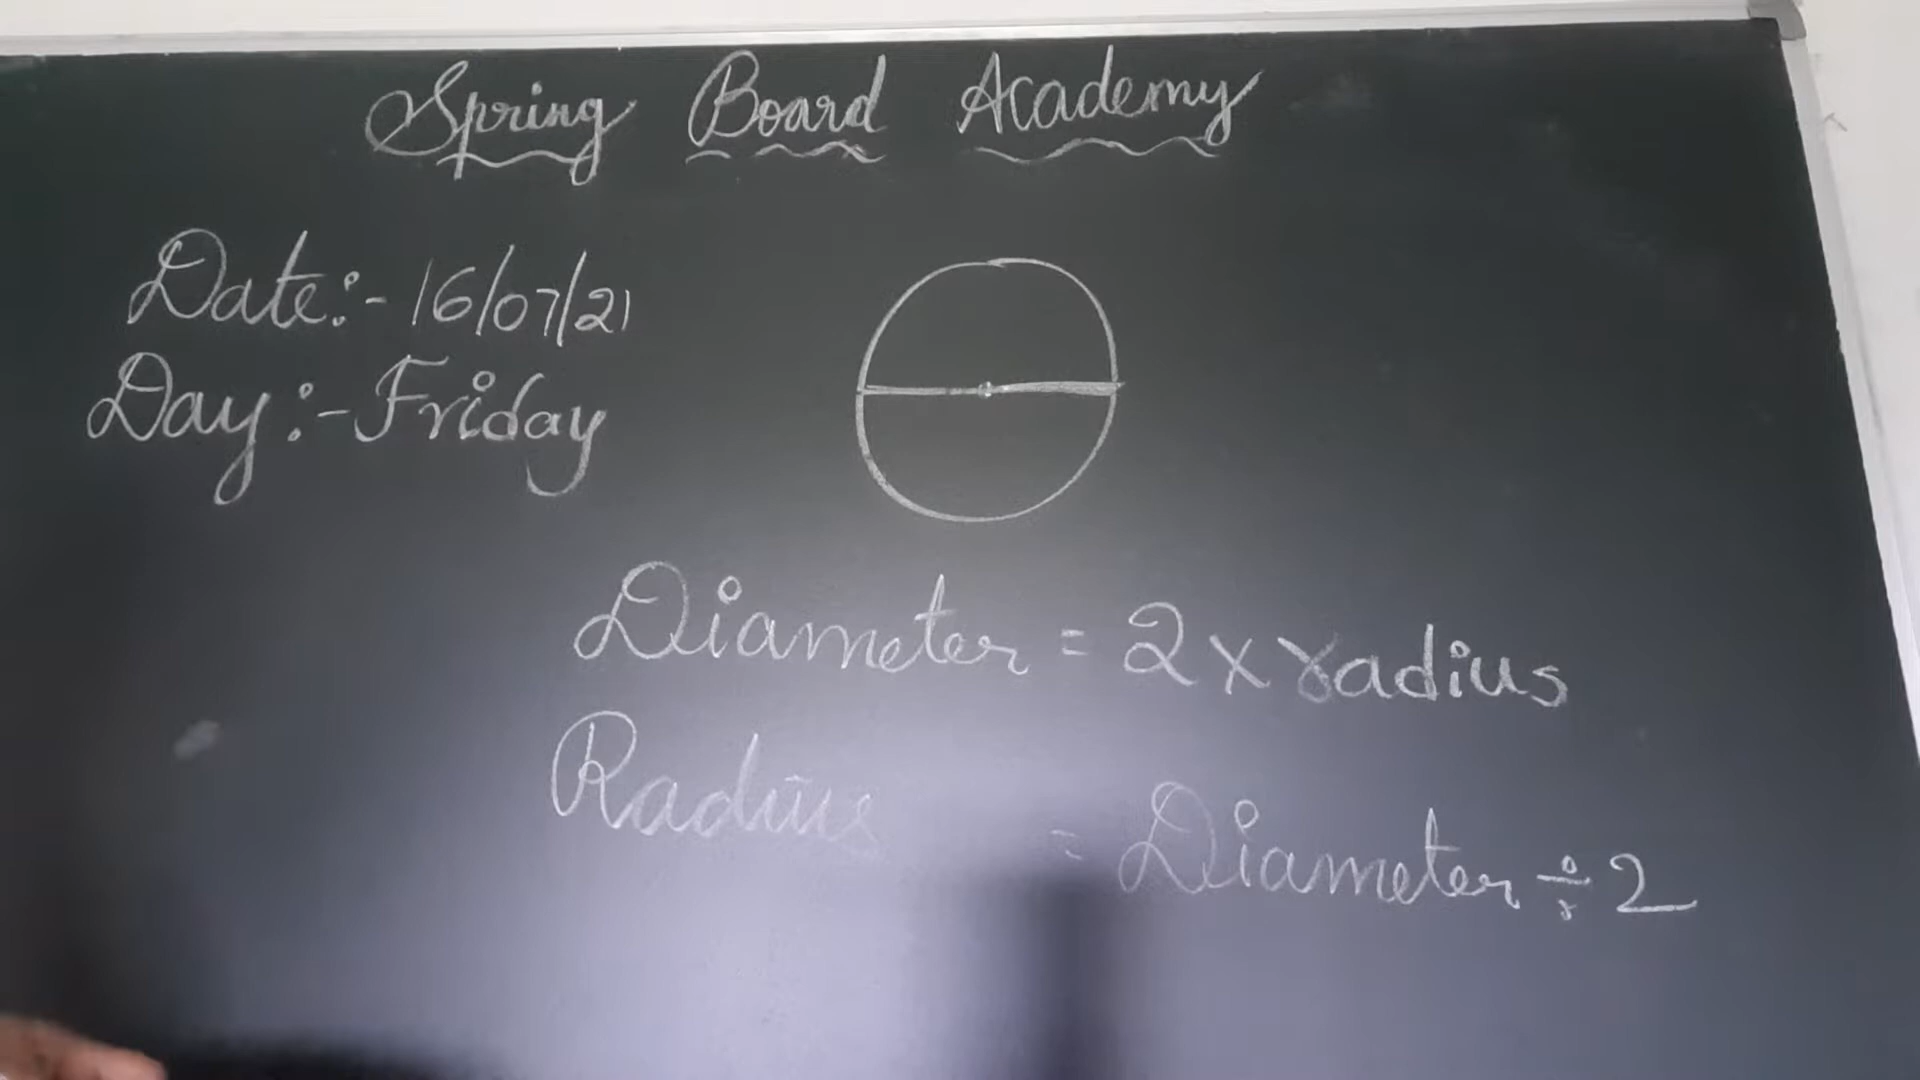 Spring Board Academy
Date:- 16/07/21
Day:- Friday
Diameter = 2 x radius
Radius = Diameter ÷ 2